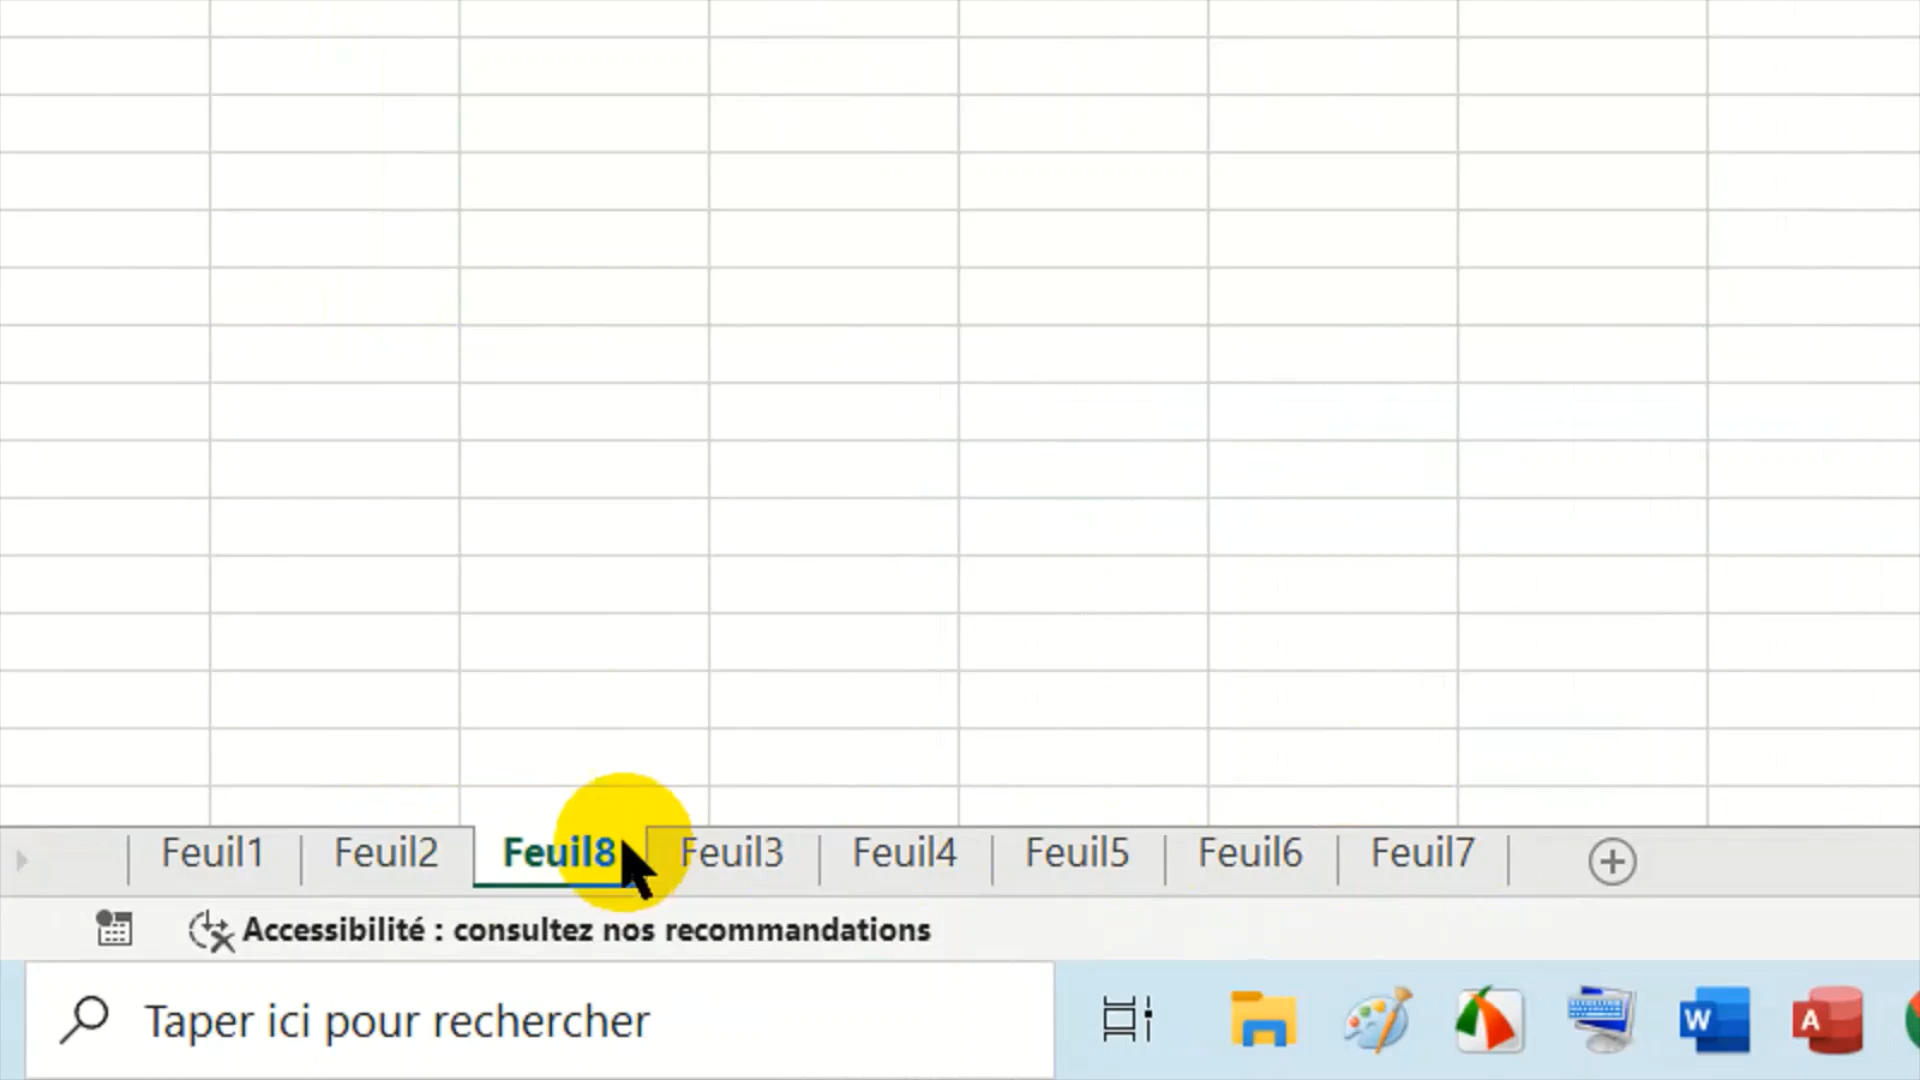 Feuil1 Feuil2 Feuil8 Feuil3 Feuil4 Feuil5 Feuil6 Feuil7
Accessibilité : consultez nos recommandations
Taper ici pour rechercher
W A